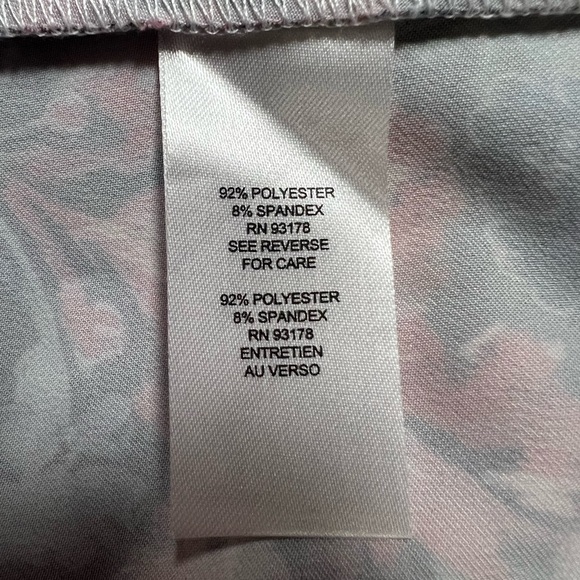 92% POLYESTER
8% SPANDEX
RN 93178
SEE REVERSE
FOR CARE
92% POLYESTER
8% SPANDEX
RN 93178
ENTRETIEN
AU VERSO